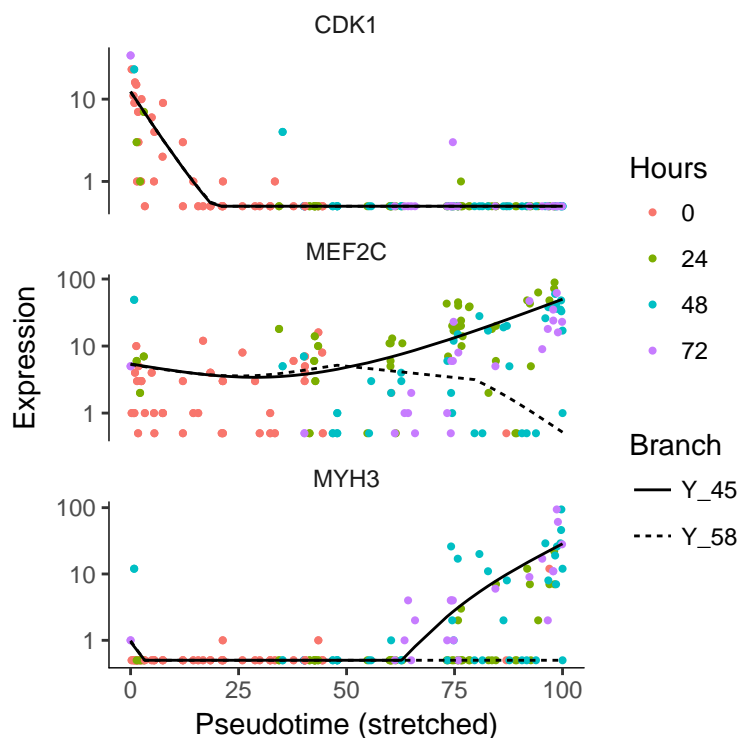 CDK1
10
1
MEF2C
100
10
1
MYH3
100
10
1
0 25 50 75 100
Pseudotime (stretched)
Expression
Hours
0
24
48
72
Branch
Y_45
Y_58